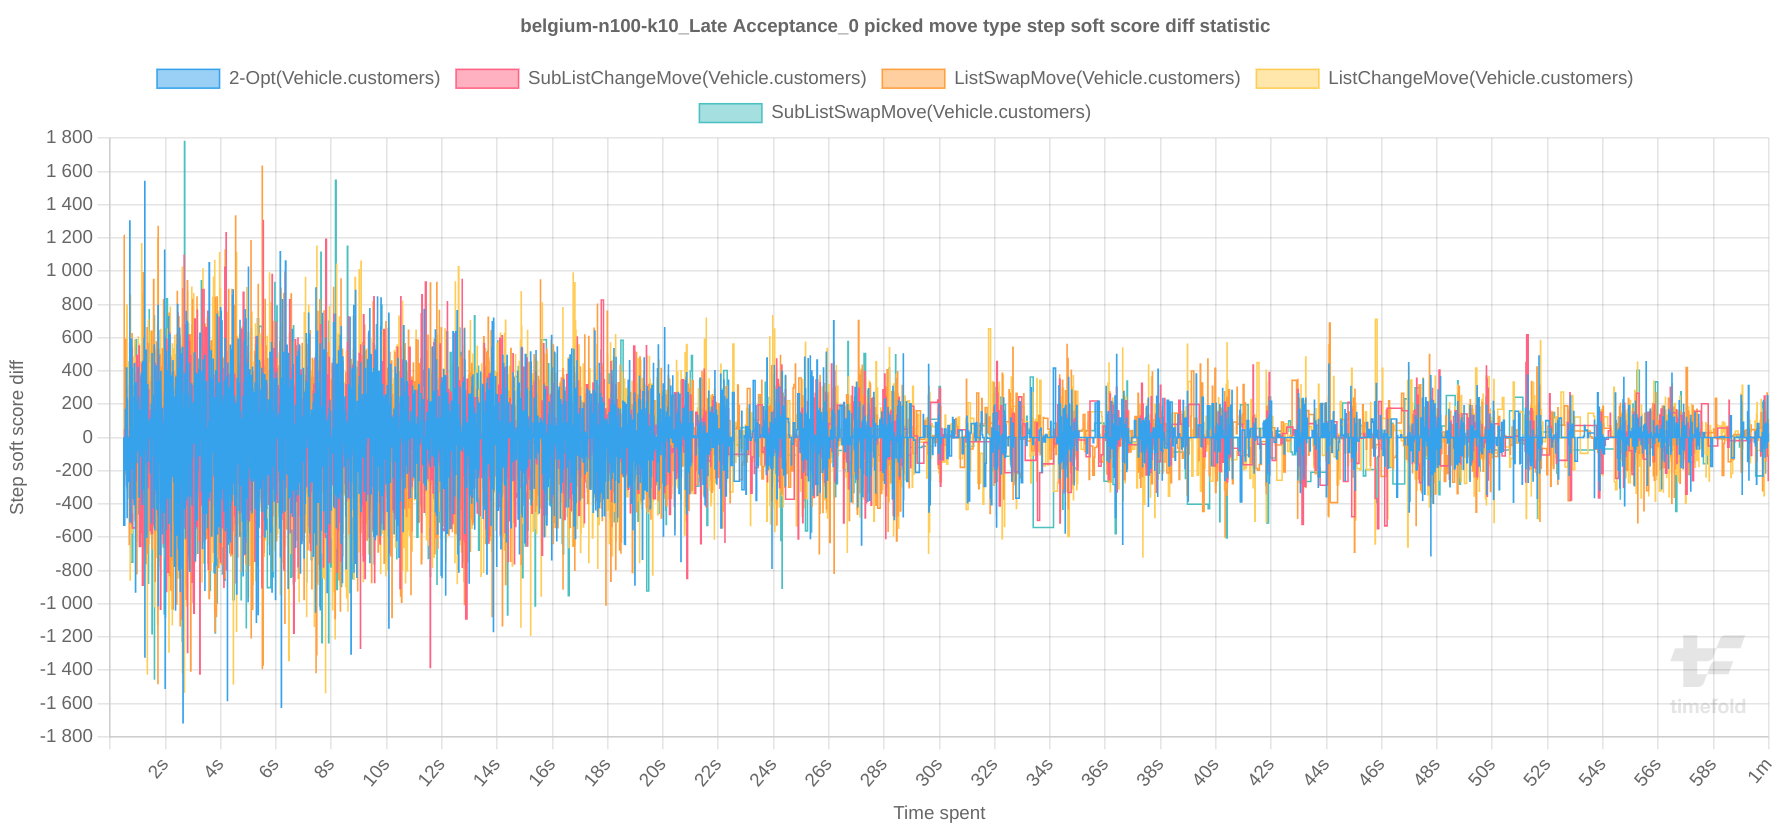 belgium-n100-k10_Late Acceptance_0 picked move type step soft score diff statistic
2-Opt(Vehicle.customers) SubListChangeMove(Vehicle.customers) ListSwapMove(Vehicle.customers) ListChangeMove(Vehicle.customers)
SubListSwapMove(Vehicle.customers)
1 800
1 600
1 400
1 200
1 000
800
600
400
200
0
-200
-400
-600
-800
-1 000
-1 200
-1 400
-1 600
-1 800
Step soft score diff
2s 4s 6s 8s 10s 12s 14s 16s 18s 20s 22s 24s 26s 28s 30s 32s 34s 36s 38s 40s 42s 44s 46s 48s 50s 52s 54s 56s 58s 1m
Time spent
timefold